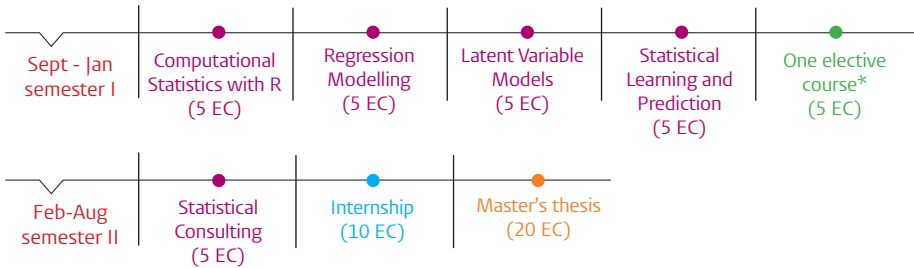 Sept - Jan
semester I
Computational
Statistics with R
(5 EC)
Regression
Modelling
(5 EC)
Latent Variable
Models
(5 EC)
Statistical
Learning and
Prediction
(5 EC)
One elective
course*
(5 EC)
Feb-Aug
semester II
Statistical
Consulting
(5 EC)
Internship
(10 EC)
Master's thesis
(20 EC)